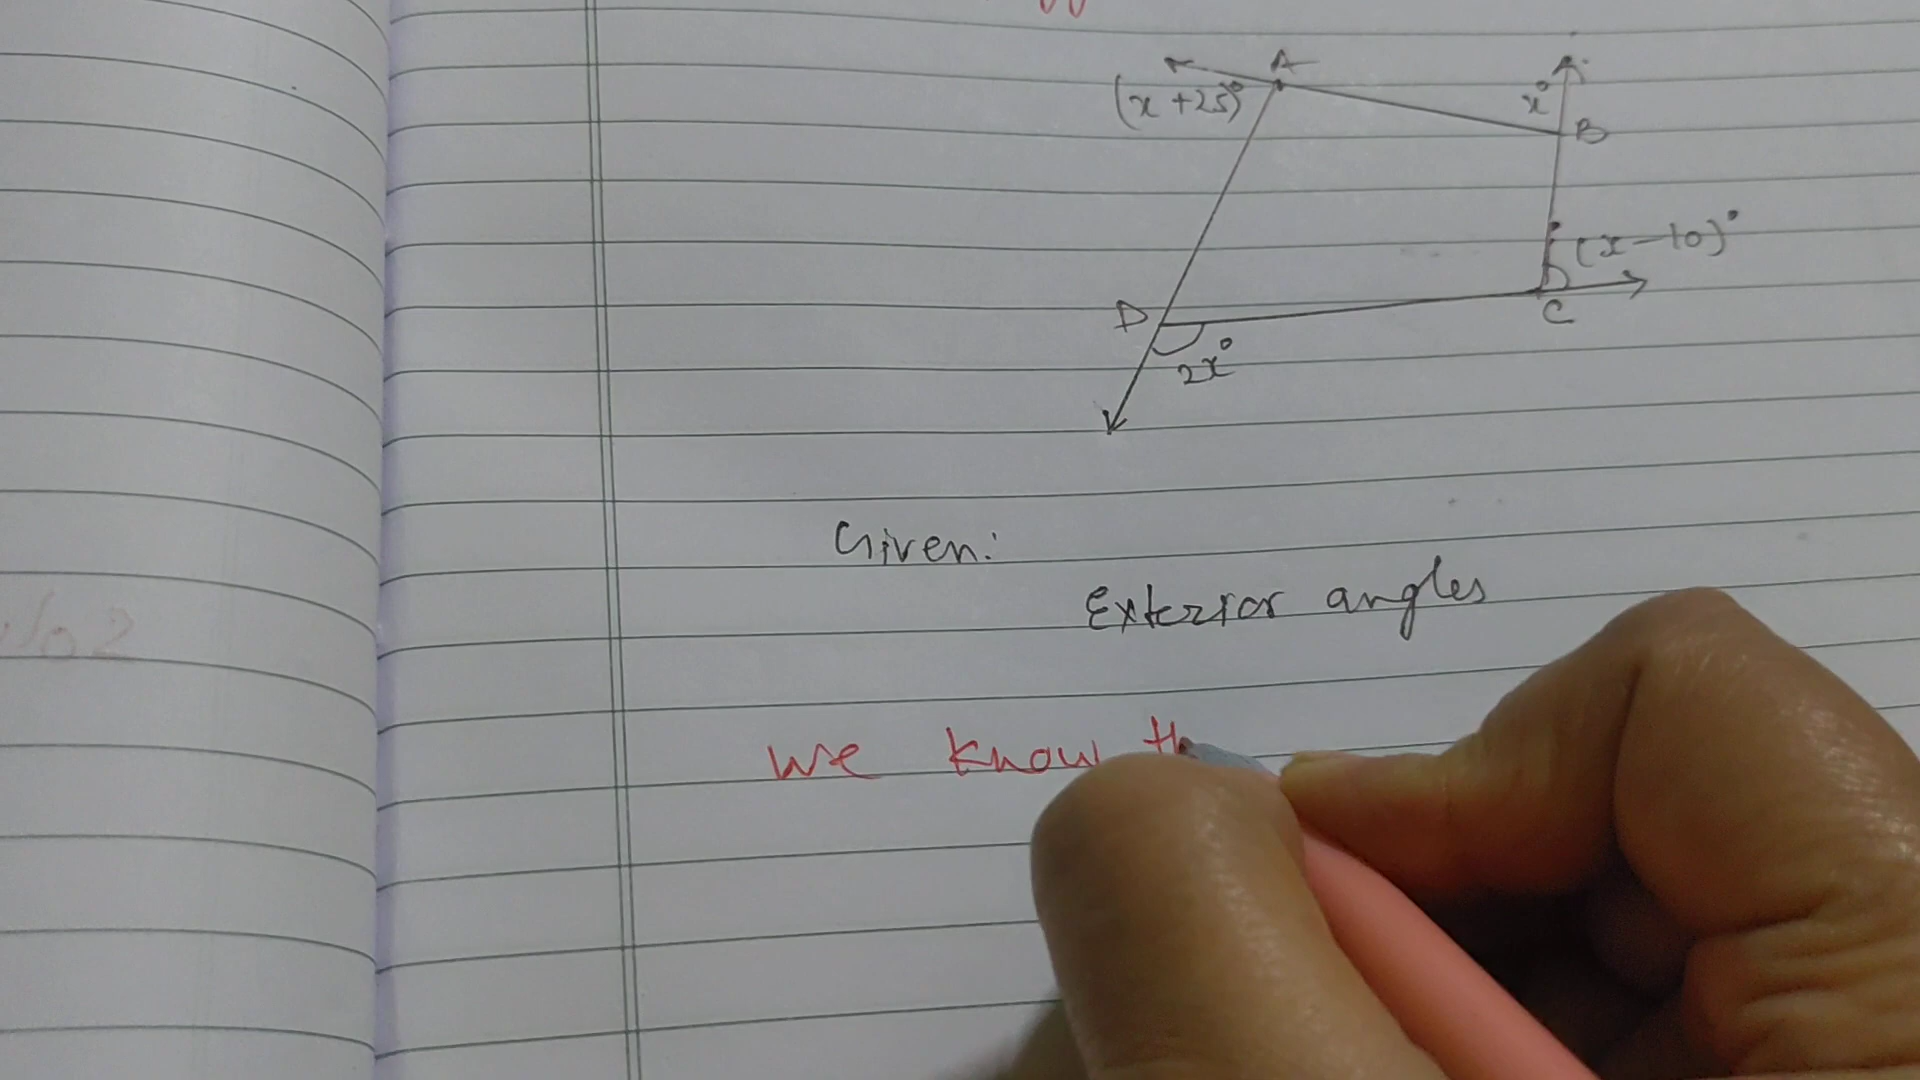 A
(x +25)°
x°
B
(x-10)°
D
C
2x°
Given:
Exterior angles
We know